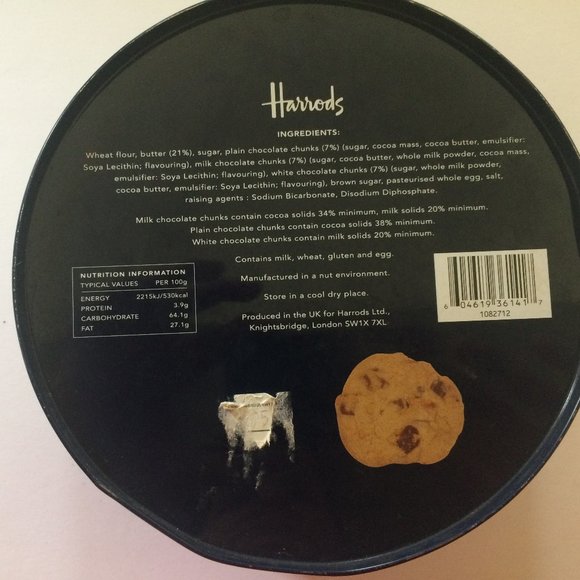 Harrods
INGREDIENTS:
Wheat flour, butter (21%), sugar, plain chocolate chunks (7%) (sugar, cocoa mass, cocoa butter, emulsifier:
Soya Lecithin; flavouring), milk chocolate chunks (7%) (sugar, cocoa butter, whole milk powder, cocoa mass,
emulsifier: Soya Lecithin; flavouring), white chocolate chunks (7%) (sugar, whole milk powder,
cocoa butter, emulsifier: Soya Lecithin; flavouring), brown sugar, pasteurised whole egg, salt,
raising agents : Sodium Bicarbonate, Disodium Diphosphate.
Milk chocolate chunks contain cocoa solids 34% minimum, milk solids 20% minimum.
Plain chocolate chunks contain cocoa solids 38% minimum.
White chocolate chunks contain milk solids 20% minimum.
Contains milk, wheat, gluten and egg.
Manufactured in a nut environment.
Store in a cool dry place.
Produced in the UK for Harrods Ltd.,
Knightsbridge, London SW1X 7XL
NUTRITION INFORMATION
TYPICAL VALUES PER 100g
ENERGY 2215kJ/530kcal
PROTEIN 3.9g
CARBOHYDRATE 64.1g
FAT 27.1g
6 04619 36141 7
1082712